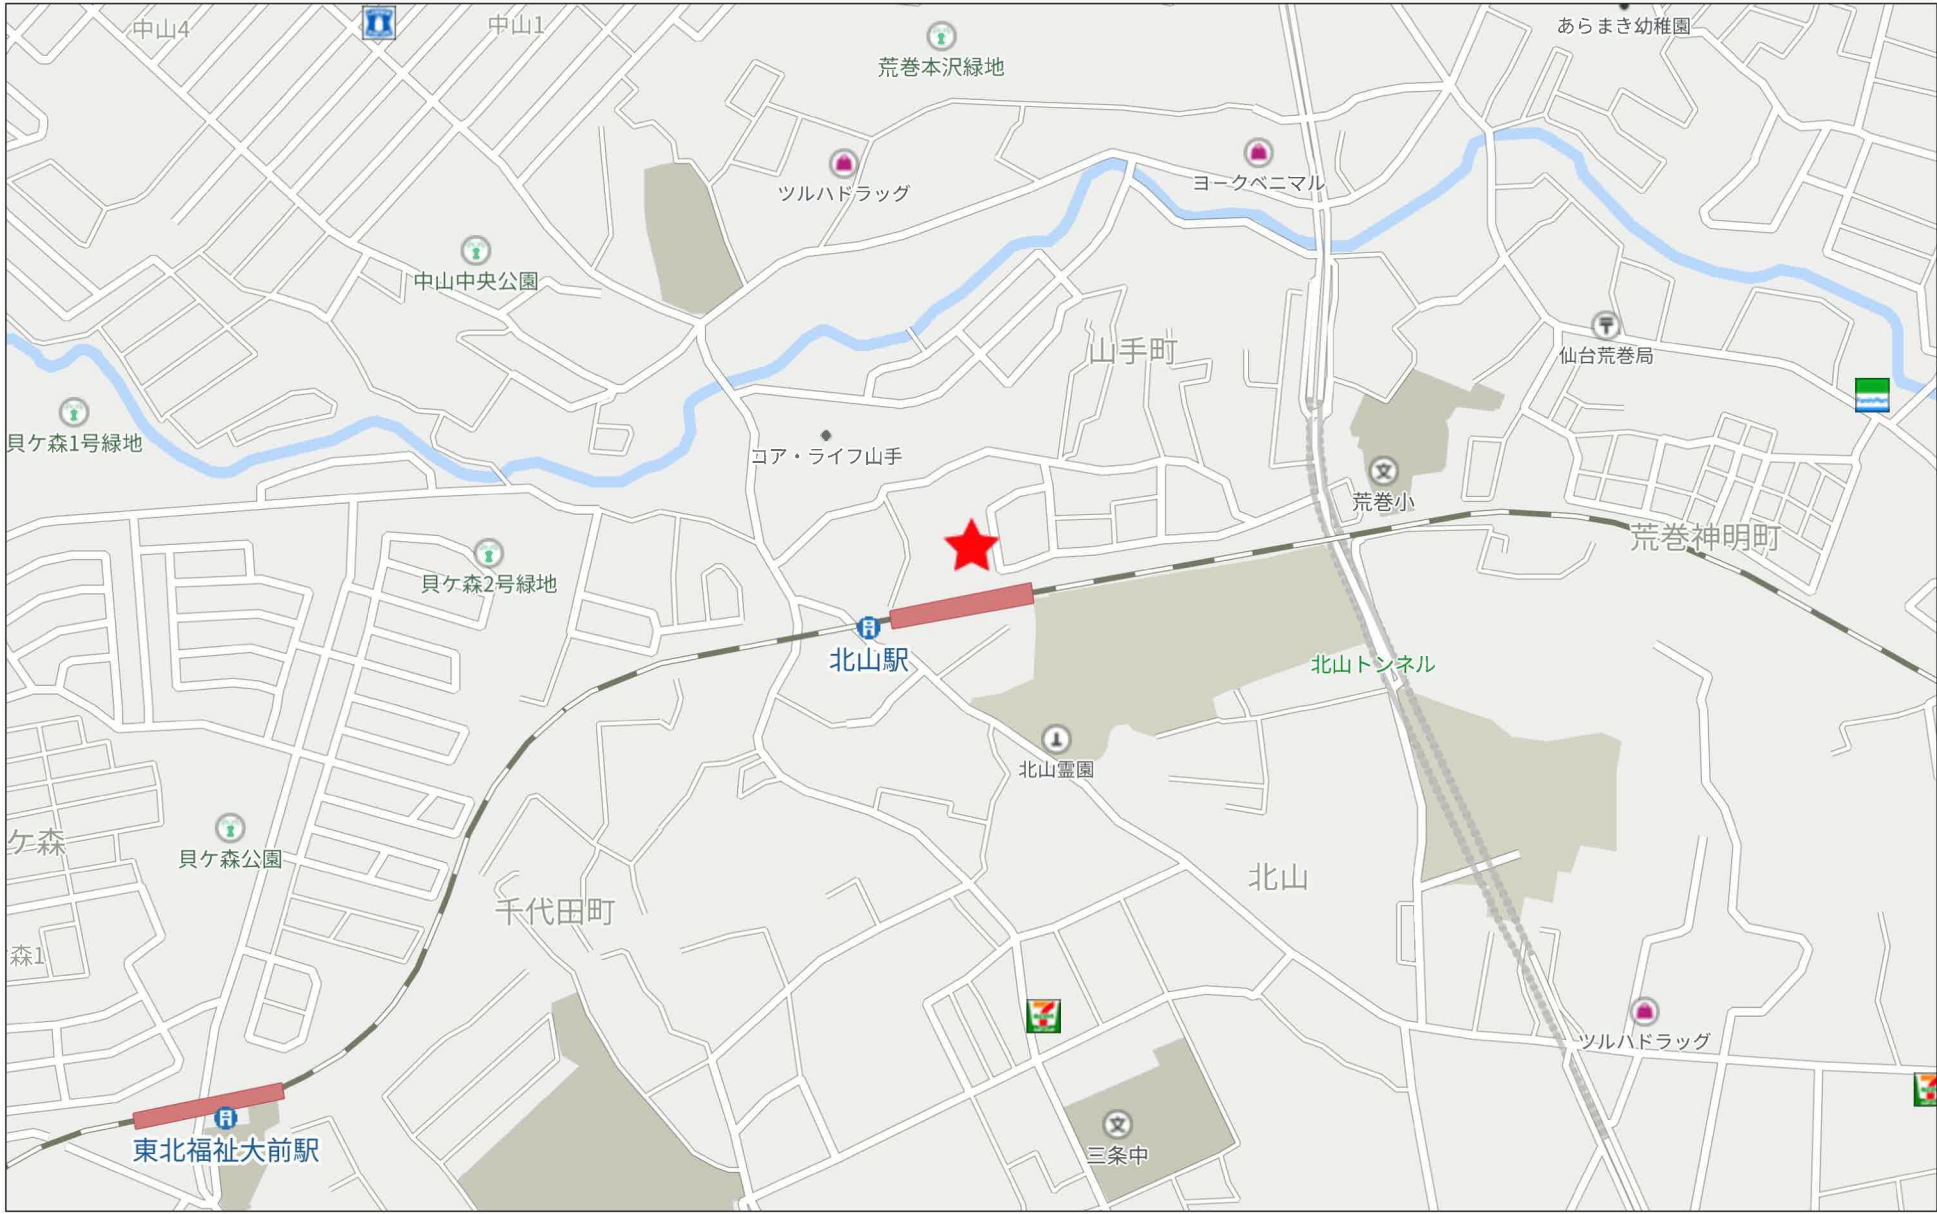 中山4
中山1
あらまき幼稚園
荒巻本沢緑地
ツルハドラッグ
ヨークベニマル
中山中央公園
山手町
仙台荒巻局
FamilyMart
貝ケ森1号緑地
コア・ライフ山手
荒巻小
荒巻神明町
貝ケ森2号緑地
北山駅
北山トンネル
北山霊園
ケ森
貝ケ森公園
北山
千代田町
森1
ツルハドラッグ
東北福祉大前駅
三条中